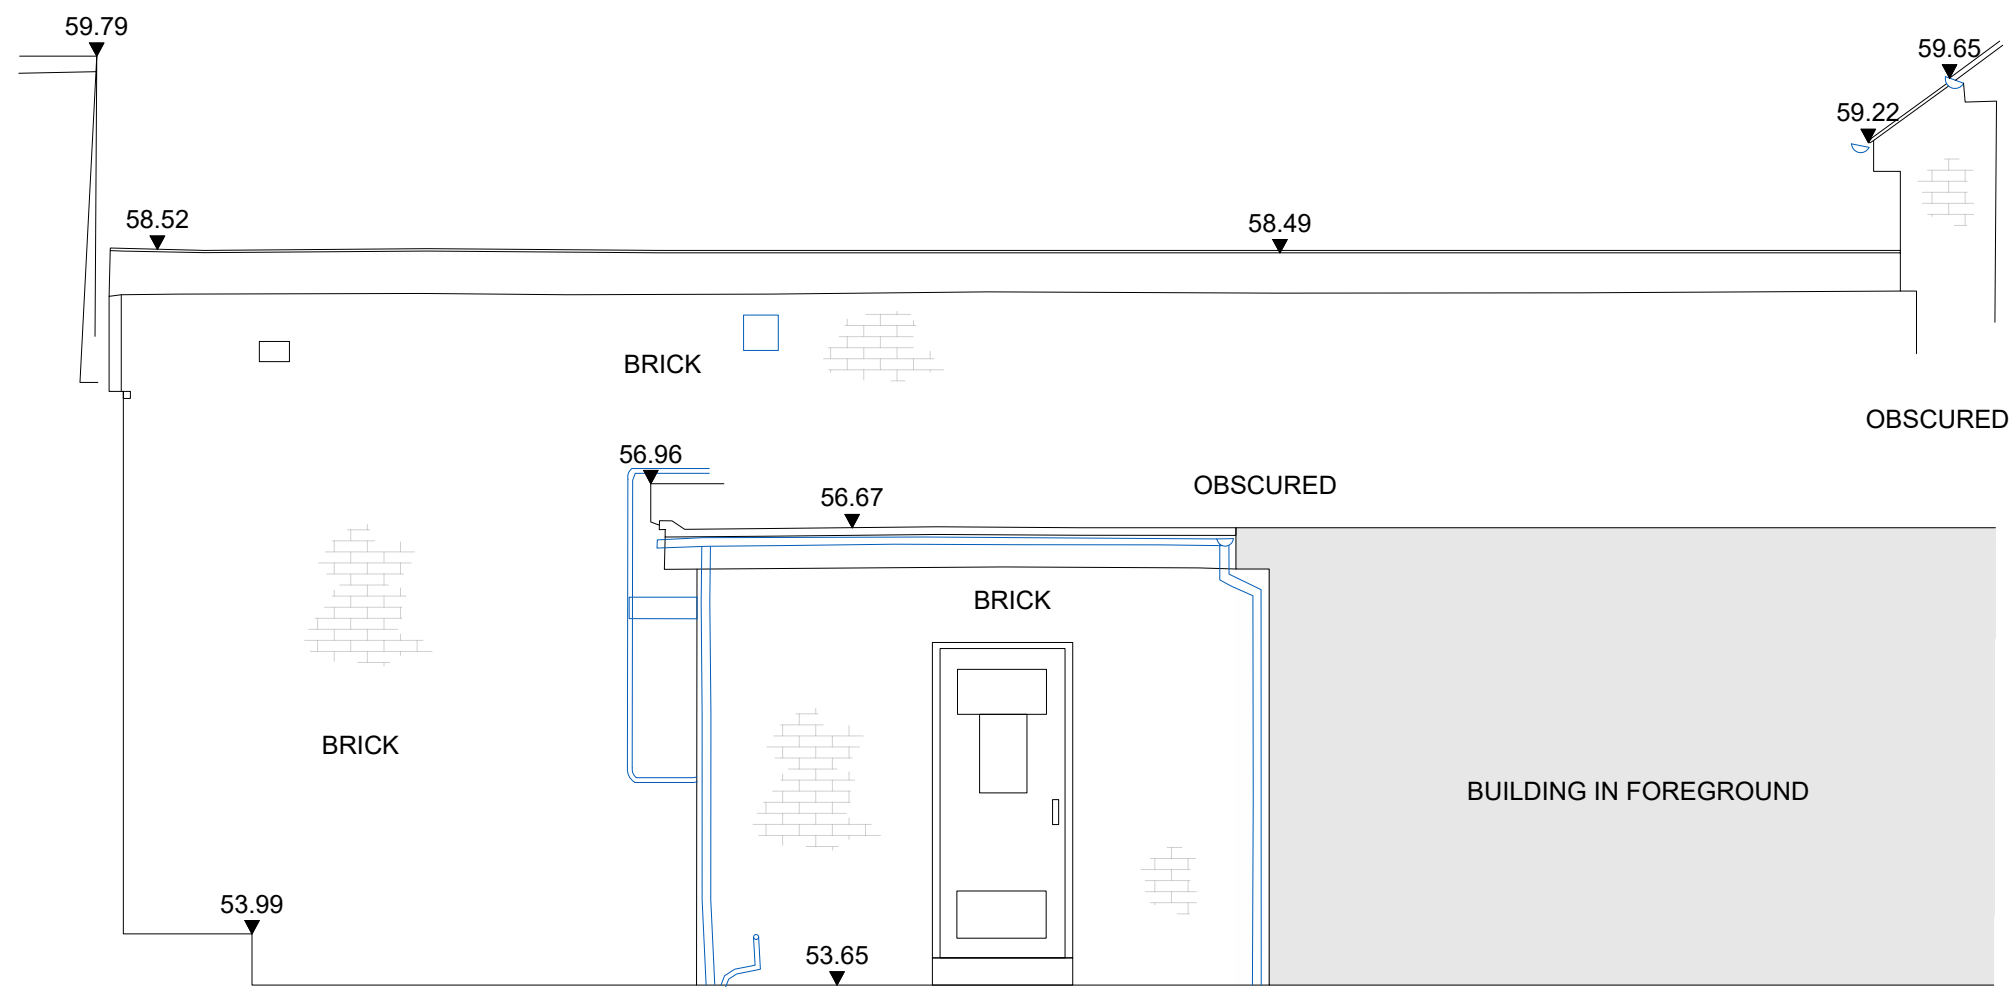 59.79
59.65
59.22
58.52
58.49
BRICK
OBSCURED
56.96
OBSCURED
56.67
BRICK
BRICK
BUILDING IN FOREGROUND
53.99
53.65